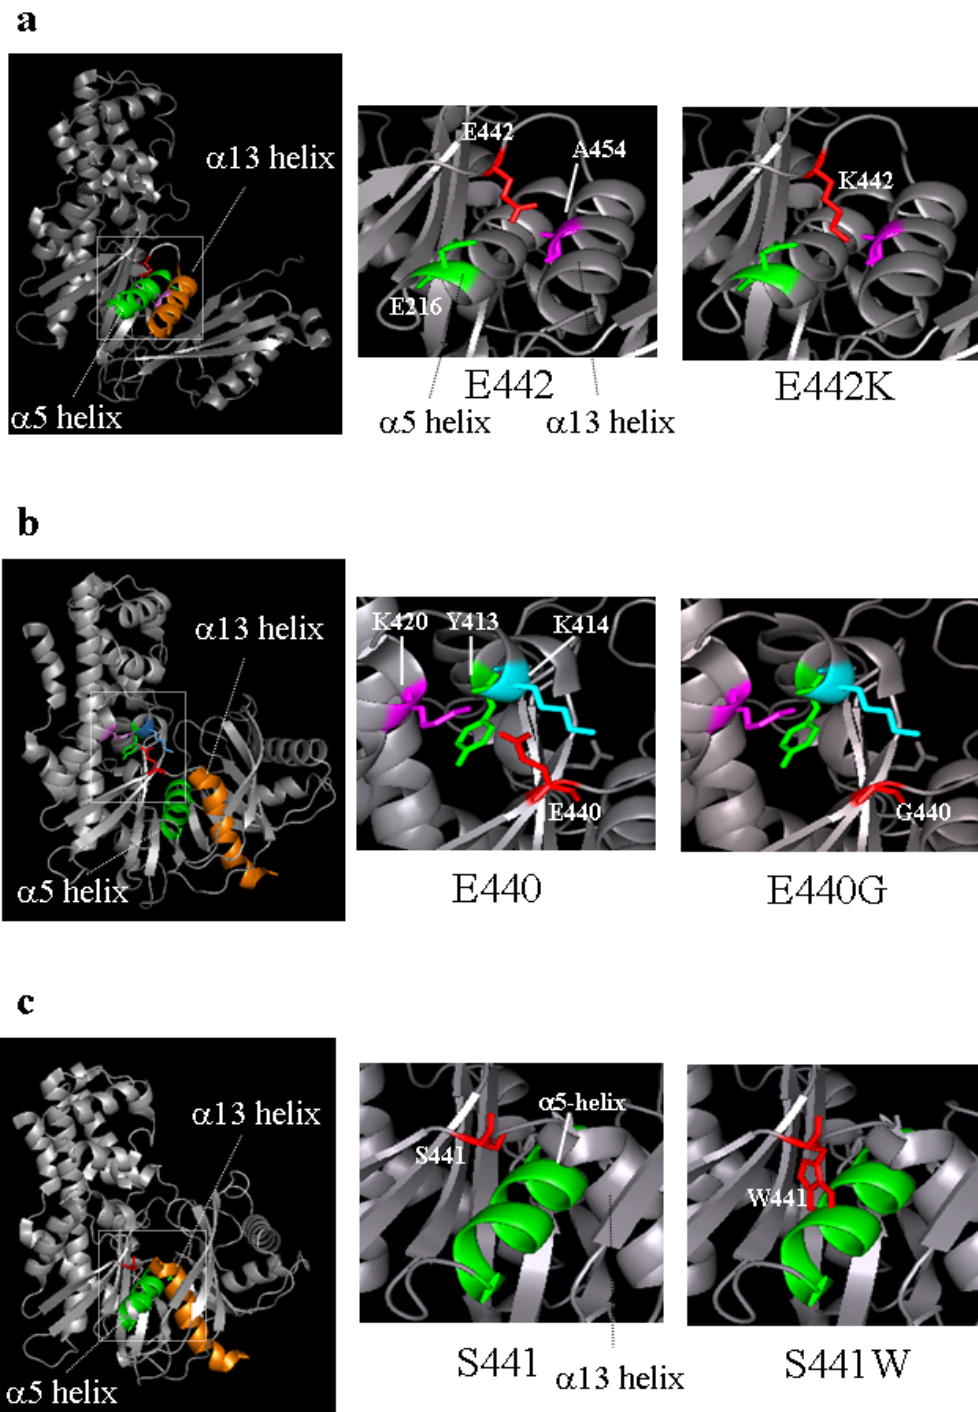 a
α13 helix
α5 helix
E442
A454
E216
E442
α5 helix
α13 helix
K442
E442K
b
α13 helix
α5 helix
K420
Y413
K414
E440
E440
G440
E440G
c
α13 helix
α5 helix
S441
α5-helix
S441
α13 helix
W441
S441W